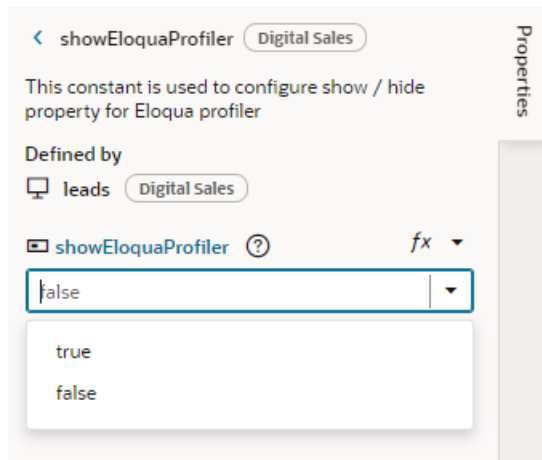 showEloquaProfiler Digital Sales
This constant is used to configure show / hide
property for Eloqua profiler
Defined by
leads Digital Sales
showEloquaProfiler ? fx
false
true
false
Properties